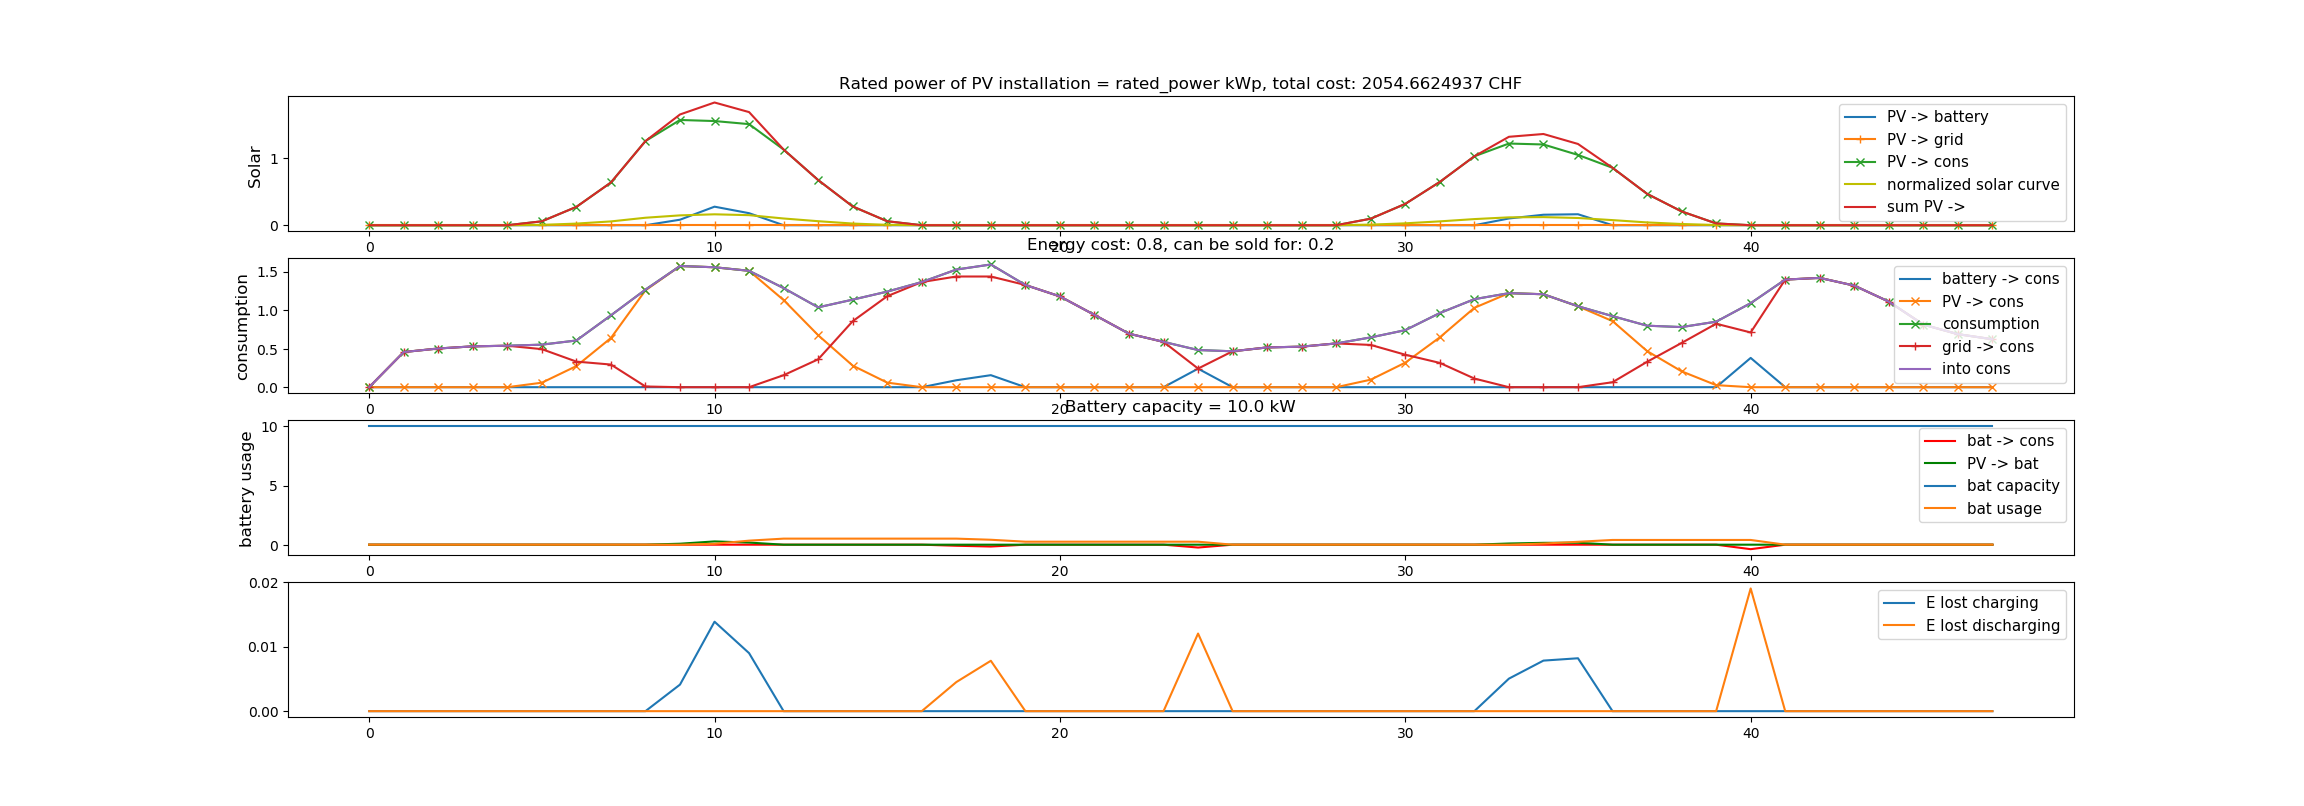 Rated power of PV installation = rated_power kWp, total cost: 2054.6624937 CHF
Solar
1
0
PV -> battery
PV -> grid
PV -> cons
normalized solar curve
sum PV ->
0 10 20 30 40
Energy cost: 0.8, can be sold for: 0.2
consumption
1.5
1.0
0.5
0.0
battery -> cons
PV -> cons
consumption
grid -> cons
into cons
0 10 20 30 40
Battery capacity = 10.0 kW
battery usage
10
5
0
bat -> cons
PV -> bat
bat capacity
bat usage
0 10 20 30 40
0.02
0.01
0.00
E lost charging
E lost discharging
0 10 20 30 40